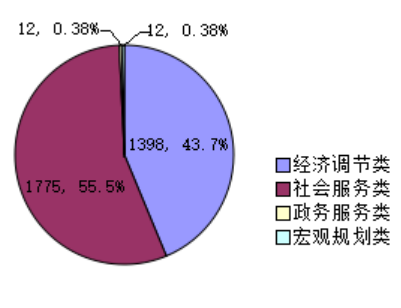 12, 0.38%
12, 0.38%
1398, 43.7%
1775, 55.5%
经济调节类
社会服务类
政务服务类
宏观规划类